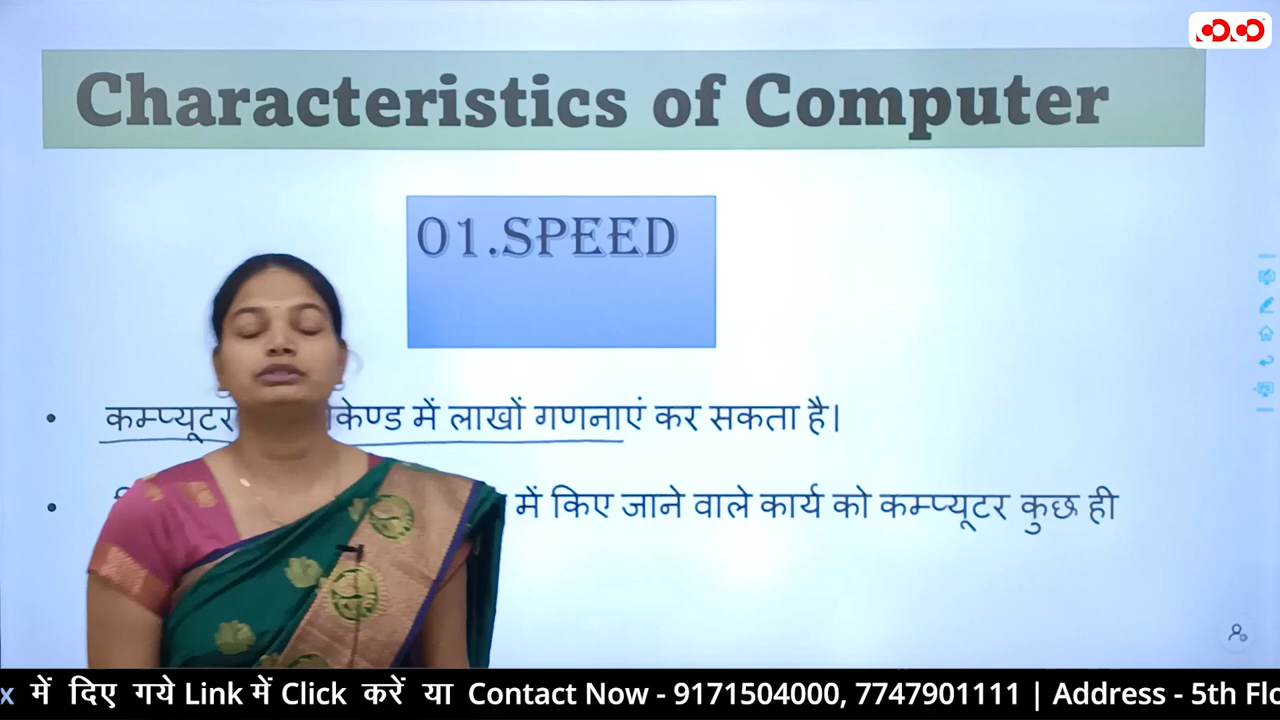 Characteristics of Computer
01.SPEED
• कम्प्यूटर केण्ड में लाखों गणनाएं कर सकता है।
• में किए जाने वाले कार्य को कम्प्यूटर कुछ ही
x में दिए गये Link में Click करें या Contact Now - 9171504000, 7747901111 | Address - 5th Flo